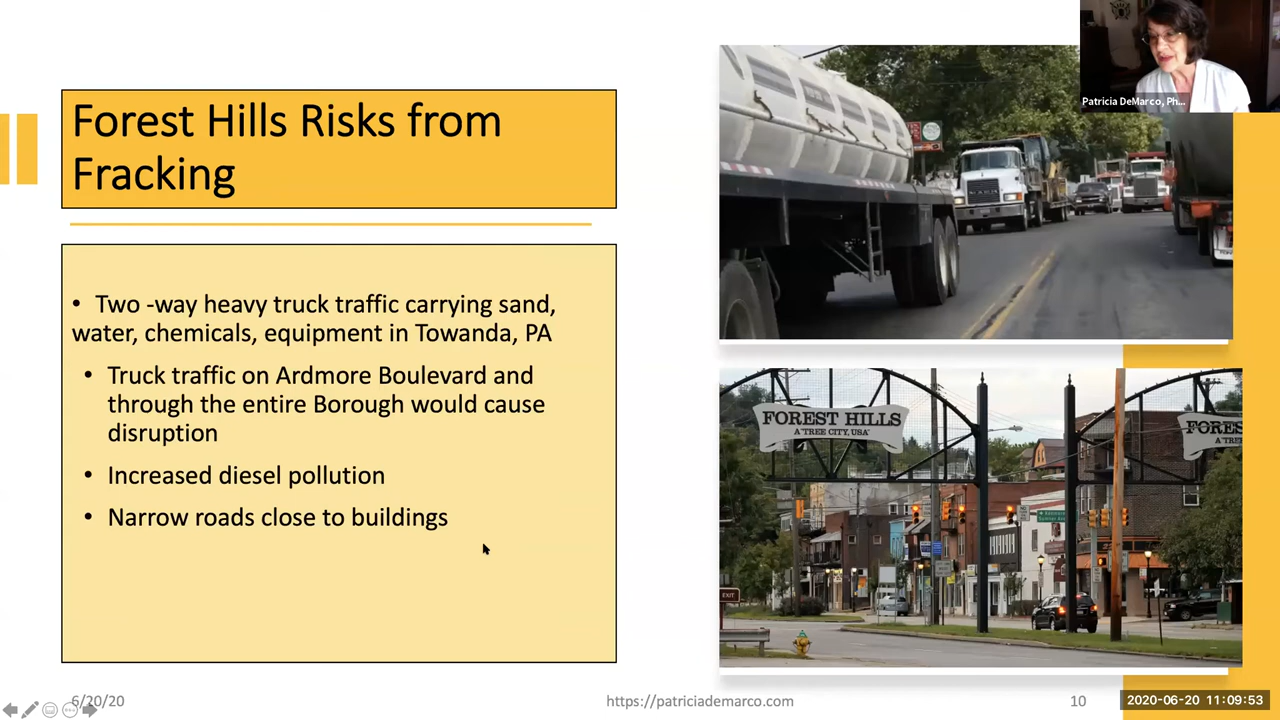 Forest Hills Risks from
Fracking
• Two -way heavy truck traffic carrying sand,
water, chemicals, equipment in Towanda, PA
• Truck traffic on Ardmore Boulevard and
through the entire Borough would cause
disruption
• Increased diesel pollution
• Narrow roads close to buildings
Patricia DeMarco, Ph...
FOREST HILLS
A "TREE CITY, USA"
FORES
A "TRE
EXIT
6/20/20
https://patriciademarco.com
10
2020-06-20 11:09:53